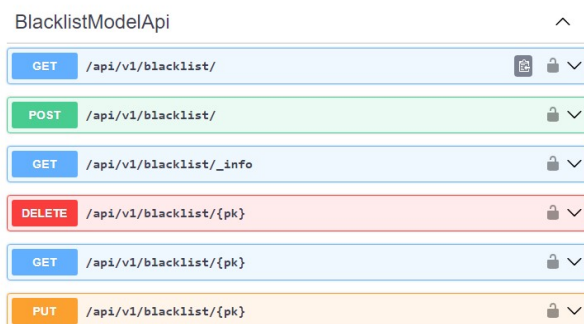 BlacklistModelApi
GET /api/v1/blacklist/
POST /api/v1/blacklist/
GET /api/v1/blacklist/_info
DELETE /api/v1/blacklist/{pk}
GET /api/v1/blacklist/{pk}
PUT /api/v1/blacklist/{pk}